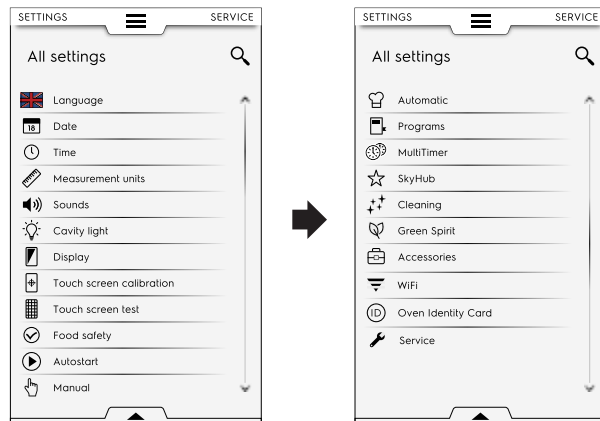 SETTINGS SERVICE
All settings
Language
18 Date
Time
Measurement units
Sounds
Cavity light
Display
Touch screen calibration
Touch screen test
Food safety
Autostart
Manual
SETTINGS SERVICE
All settings
Automatic
Programs
MultiTimer
SkyHub
Cleaning
Green Spirit
Accessories
WiFi
ID Oven Identity Card
Service